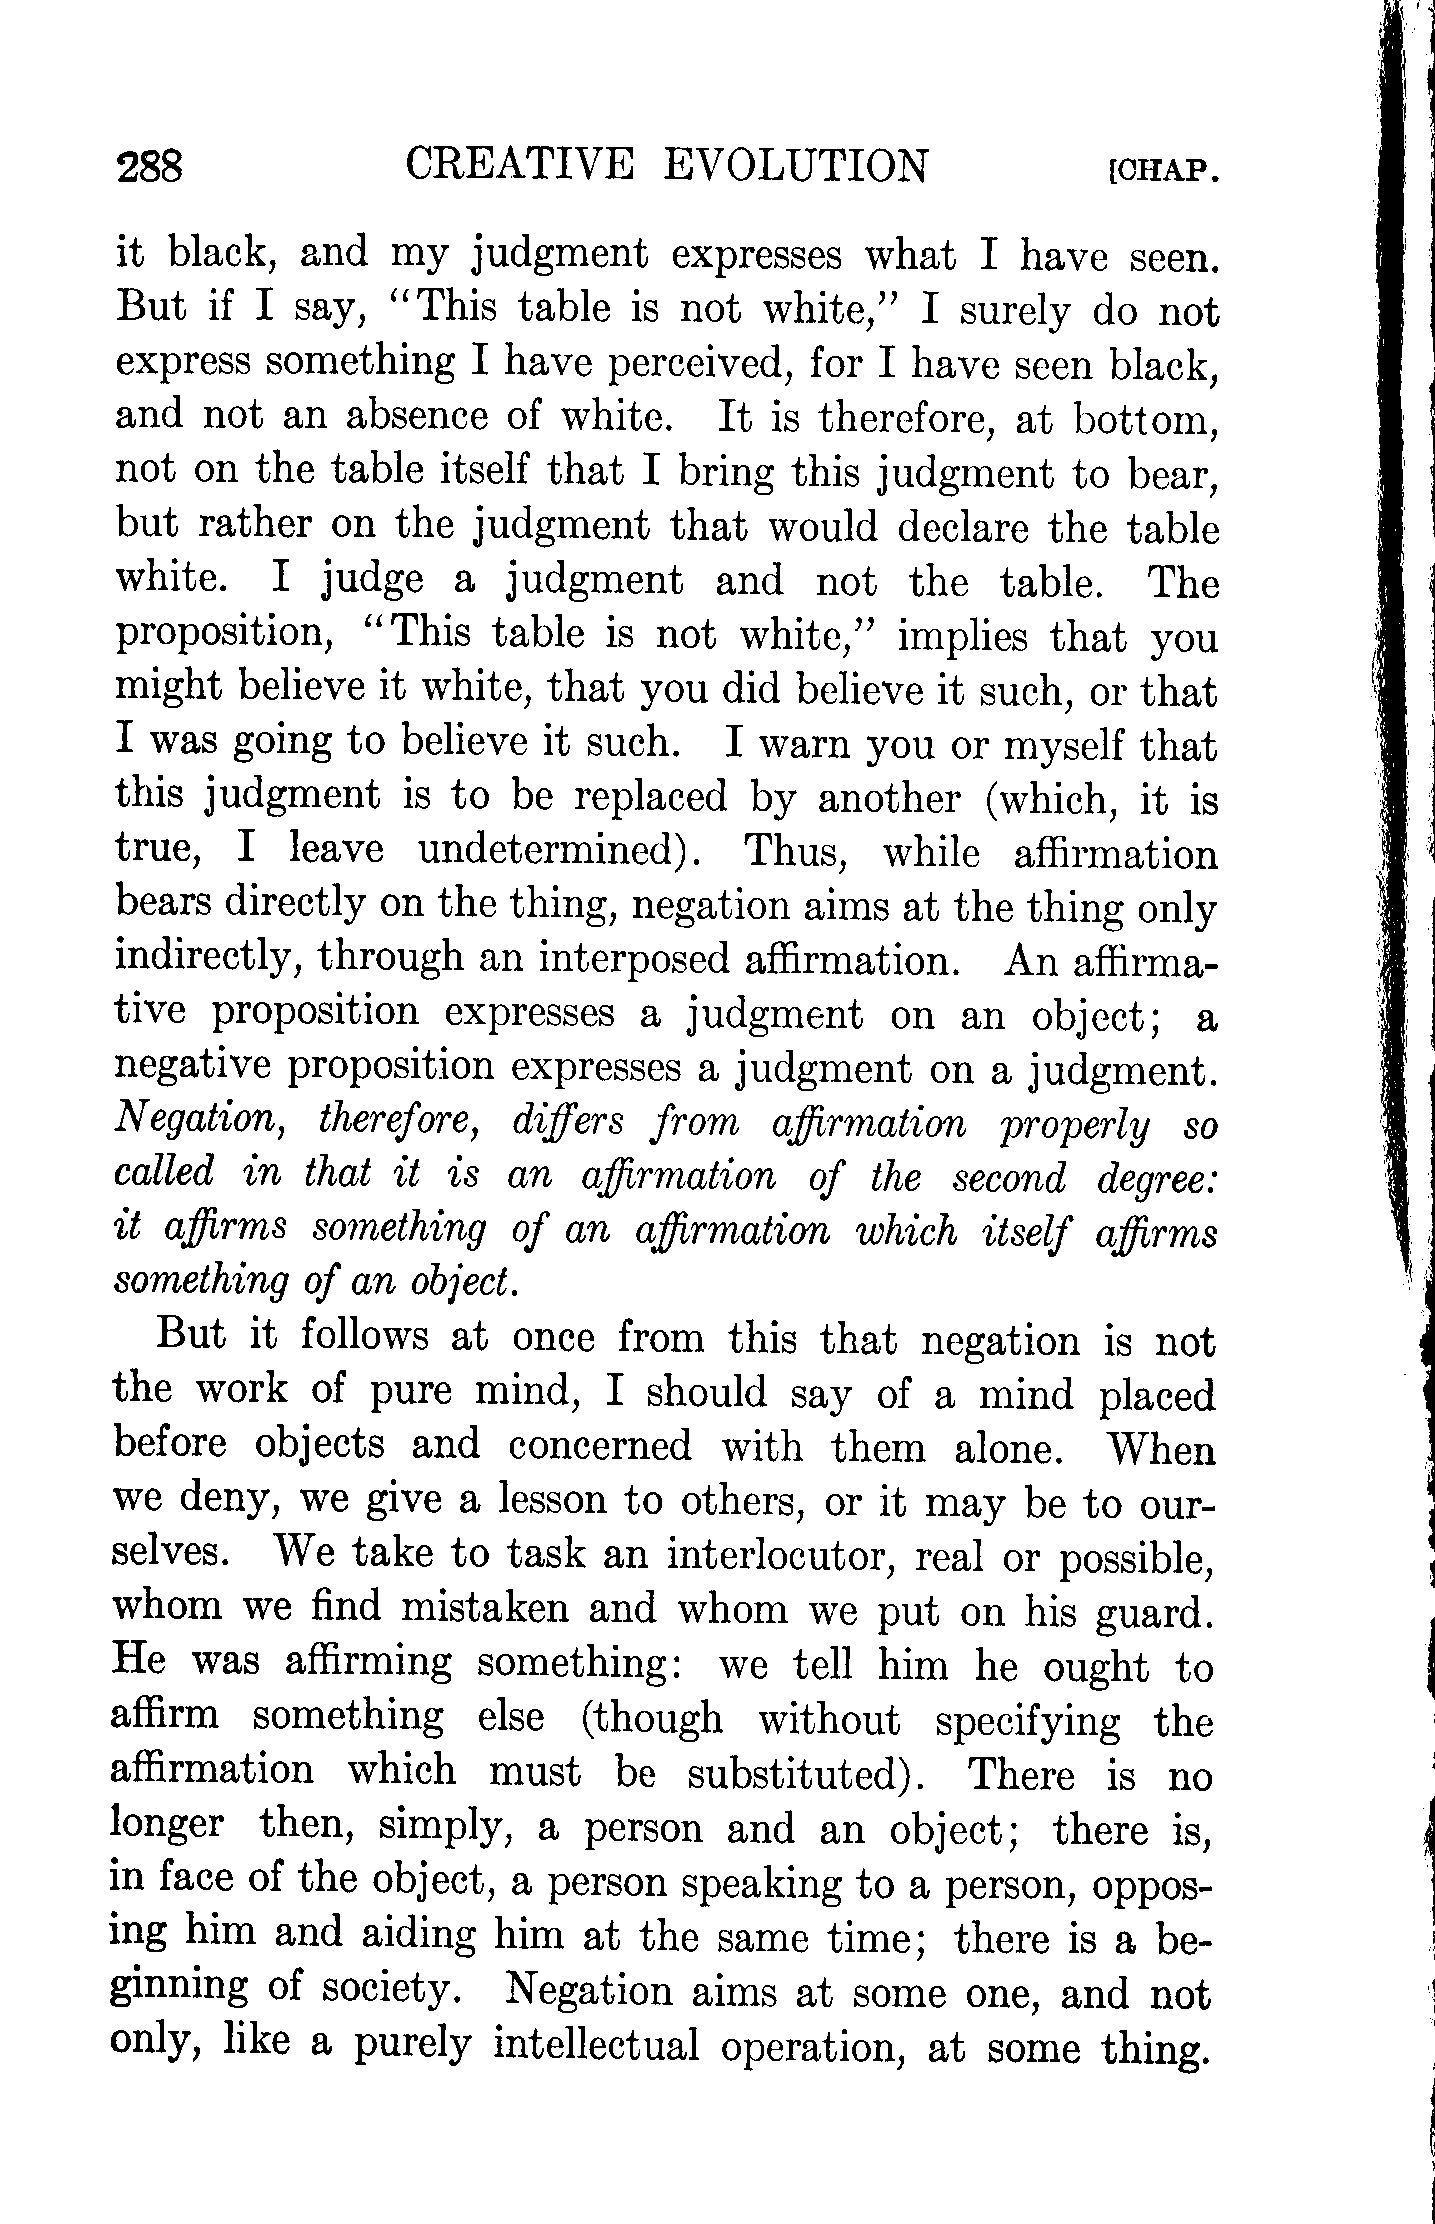 288 CREATIVE EVOLUTION [CHAP.
it black, and my judgment expresses what I have seen.
But if I say, “This table is not white,” I surely do not
express something I have perceived, for I have seen black,
and not an absence of white. It is therefore, at bottom,
not on the table itself that I bring this judgment to bear,
but rather on the judgment that would declare the table
white. I judge a judgment and not the table. The
proposition, “This table is not white,” implies that you
might believe it white, that you did believe it such, or that
I was going to believe it such. I warn you or myself that
this judgment is to be replaced by another (which, it is
true, I leave undetermined). Thus, while affirmation
bears directly on the thing, negation aims at the thing only
indirectly, through an interposed affirmation. An affirma-
tive proposition expresses a judgment on an object; a
negative proposition expresses a judgment on a judgment.
Negation, therefore, differs from affirmation properly so
called in that it is an affirmation of the second degree:
it affirms something of an affirmation which itself affirms
something of an object.
But it follows at once from this that negation is not
the work of pure mind, I should say of a mind placed
before objects and concerned with them alone. When
we deny, we give a lesson to others, or it may be to our-
selves. We take to task an interlocutor, real or possible,
whom we find mistaken and whom we put on his guard.
He was affirming something: we tell him he ought to
affirm something else (though without specifying the
affirmation which must be substituted). There is no
longer then, simply, a person and an object; there is,
in face of the object, a person speaking to a person, oppos-
ing him and aiding him at the same time; there is a be-
ginning of society. Negation aims at some one, and not
only, like a purely intellectual operation, at some thing.